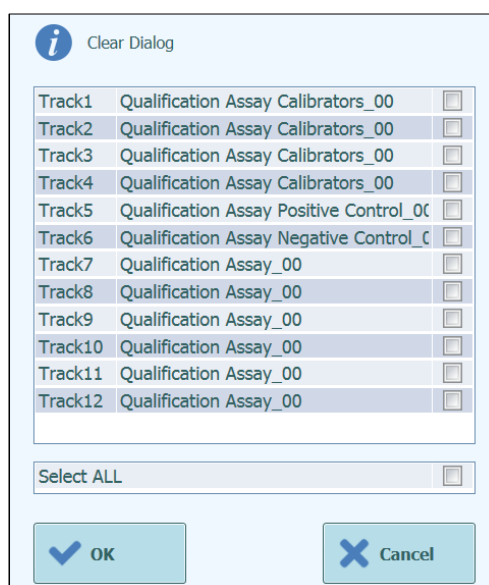 Clear Dialog
Track1 Qualification Assay Calibrators_00
Track2 Qualification Assay Calibrators_00
Track3 Qualification Assay Calibrators_00
Track4 Qualification Assay Calibrators_00
Track5 Qualification Assay Positive Control_00
Track6 Qualification Assay Negative Control_
Track7 Qualification Assay_00
Track8 Qualification Assay_00
Track9 Qualification Assay_00
Track10 Qualification Assay_00
Track11 Qualification Assay_00
Track12 Qualification Assay_00
Select ALL
OK Cancel